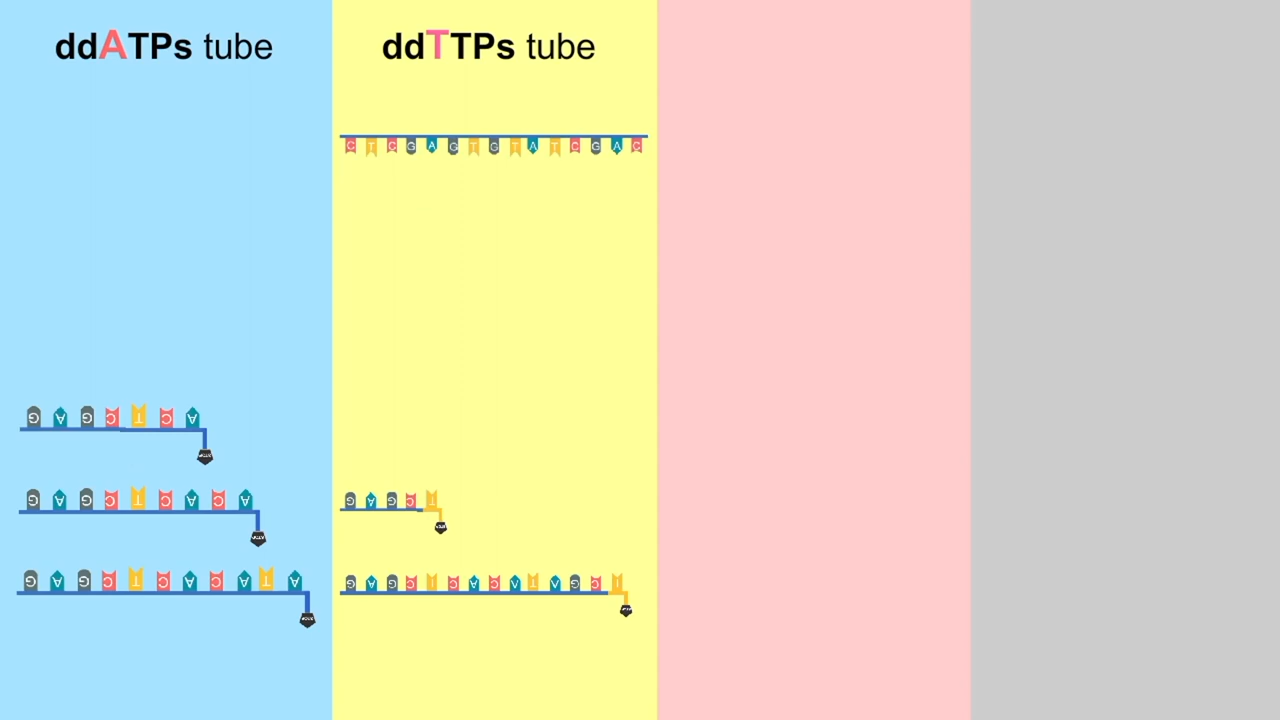 ddATPs tube
ddTTPs tube
C T C G A G T G T A T C G A C
G A G C T C A
G A G C T C A C A
G A G C T
G A G C T C A C A T A
G A G C T C A C A T A G C T